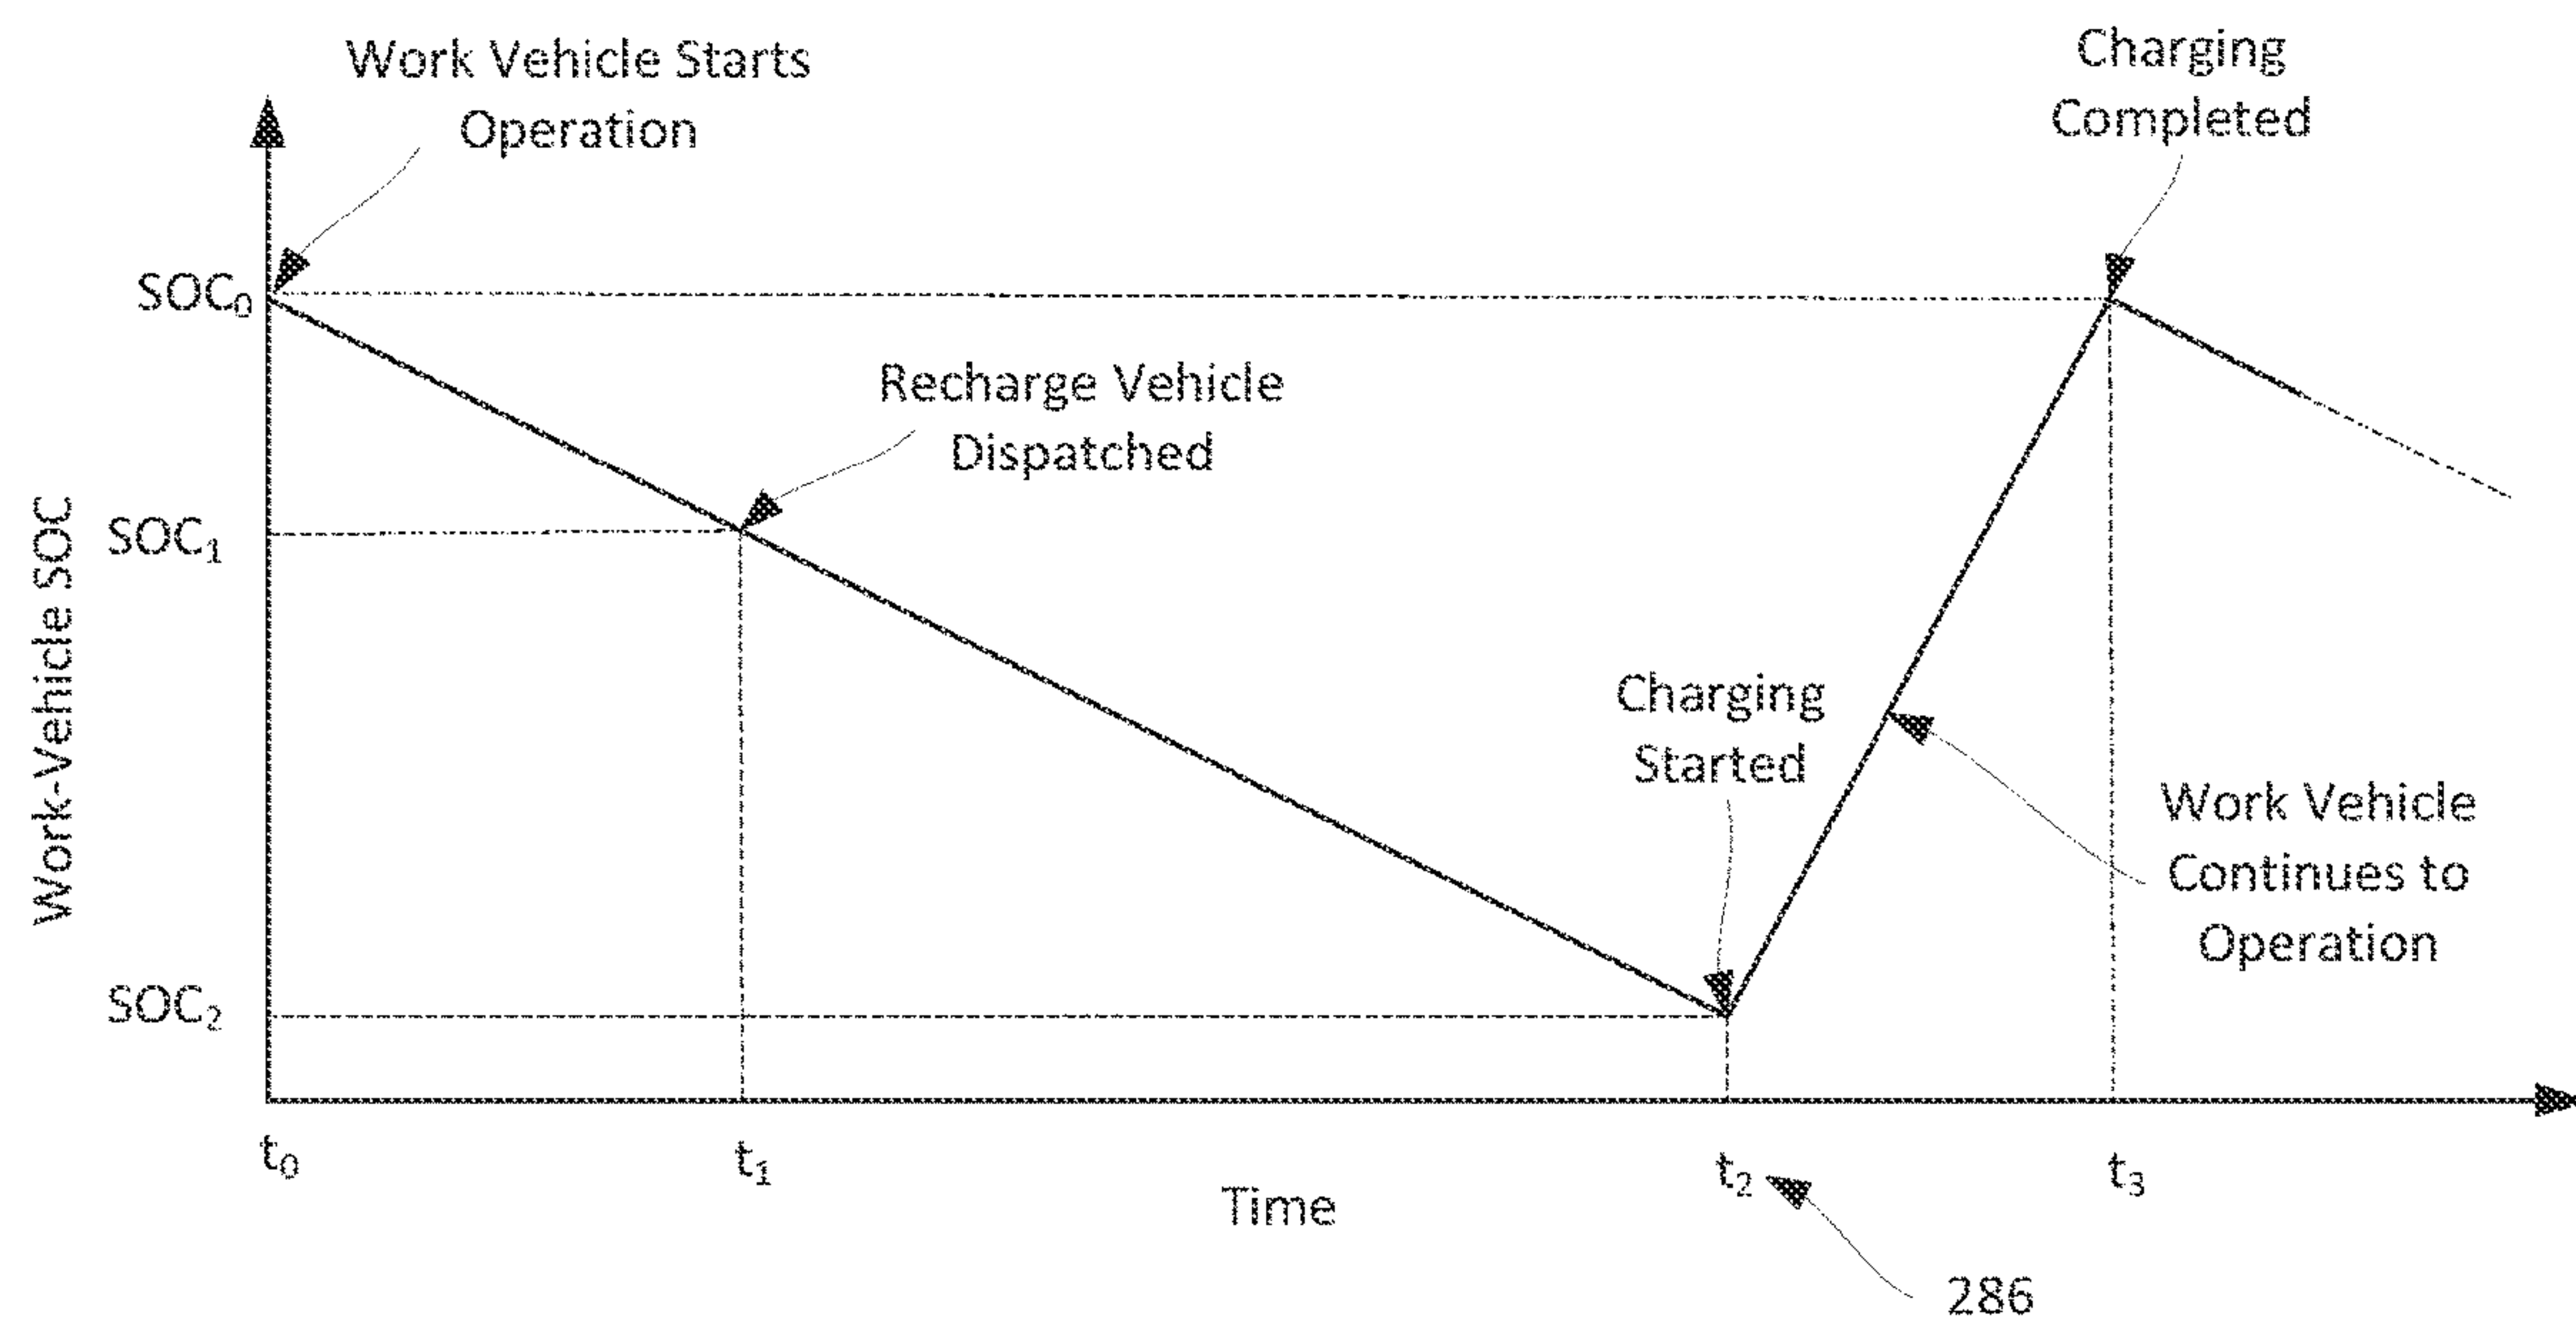 Work Vehicle Starts
Operation
Charging
Completed
SOC₀
Recharge Vehicle
Dispatched
SOC₁
Work-Vehicle SOC
Charging
Started
Work Vehicle
Continues to
Operation
SOC₂
t₀
t₁
t₂
t₃
Time
286